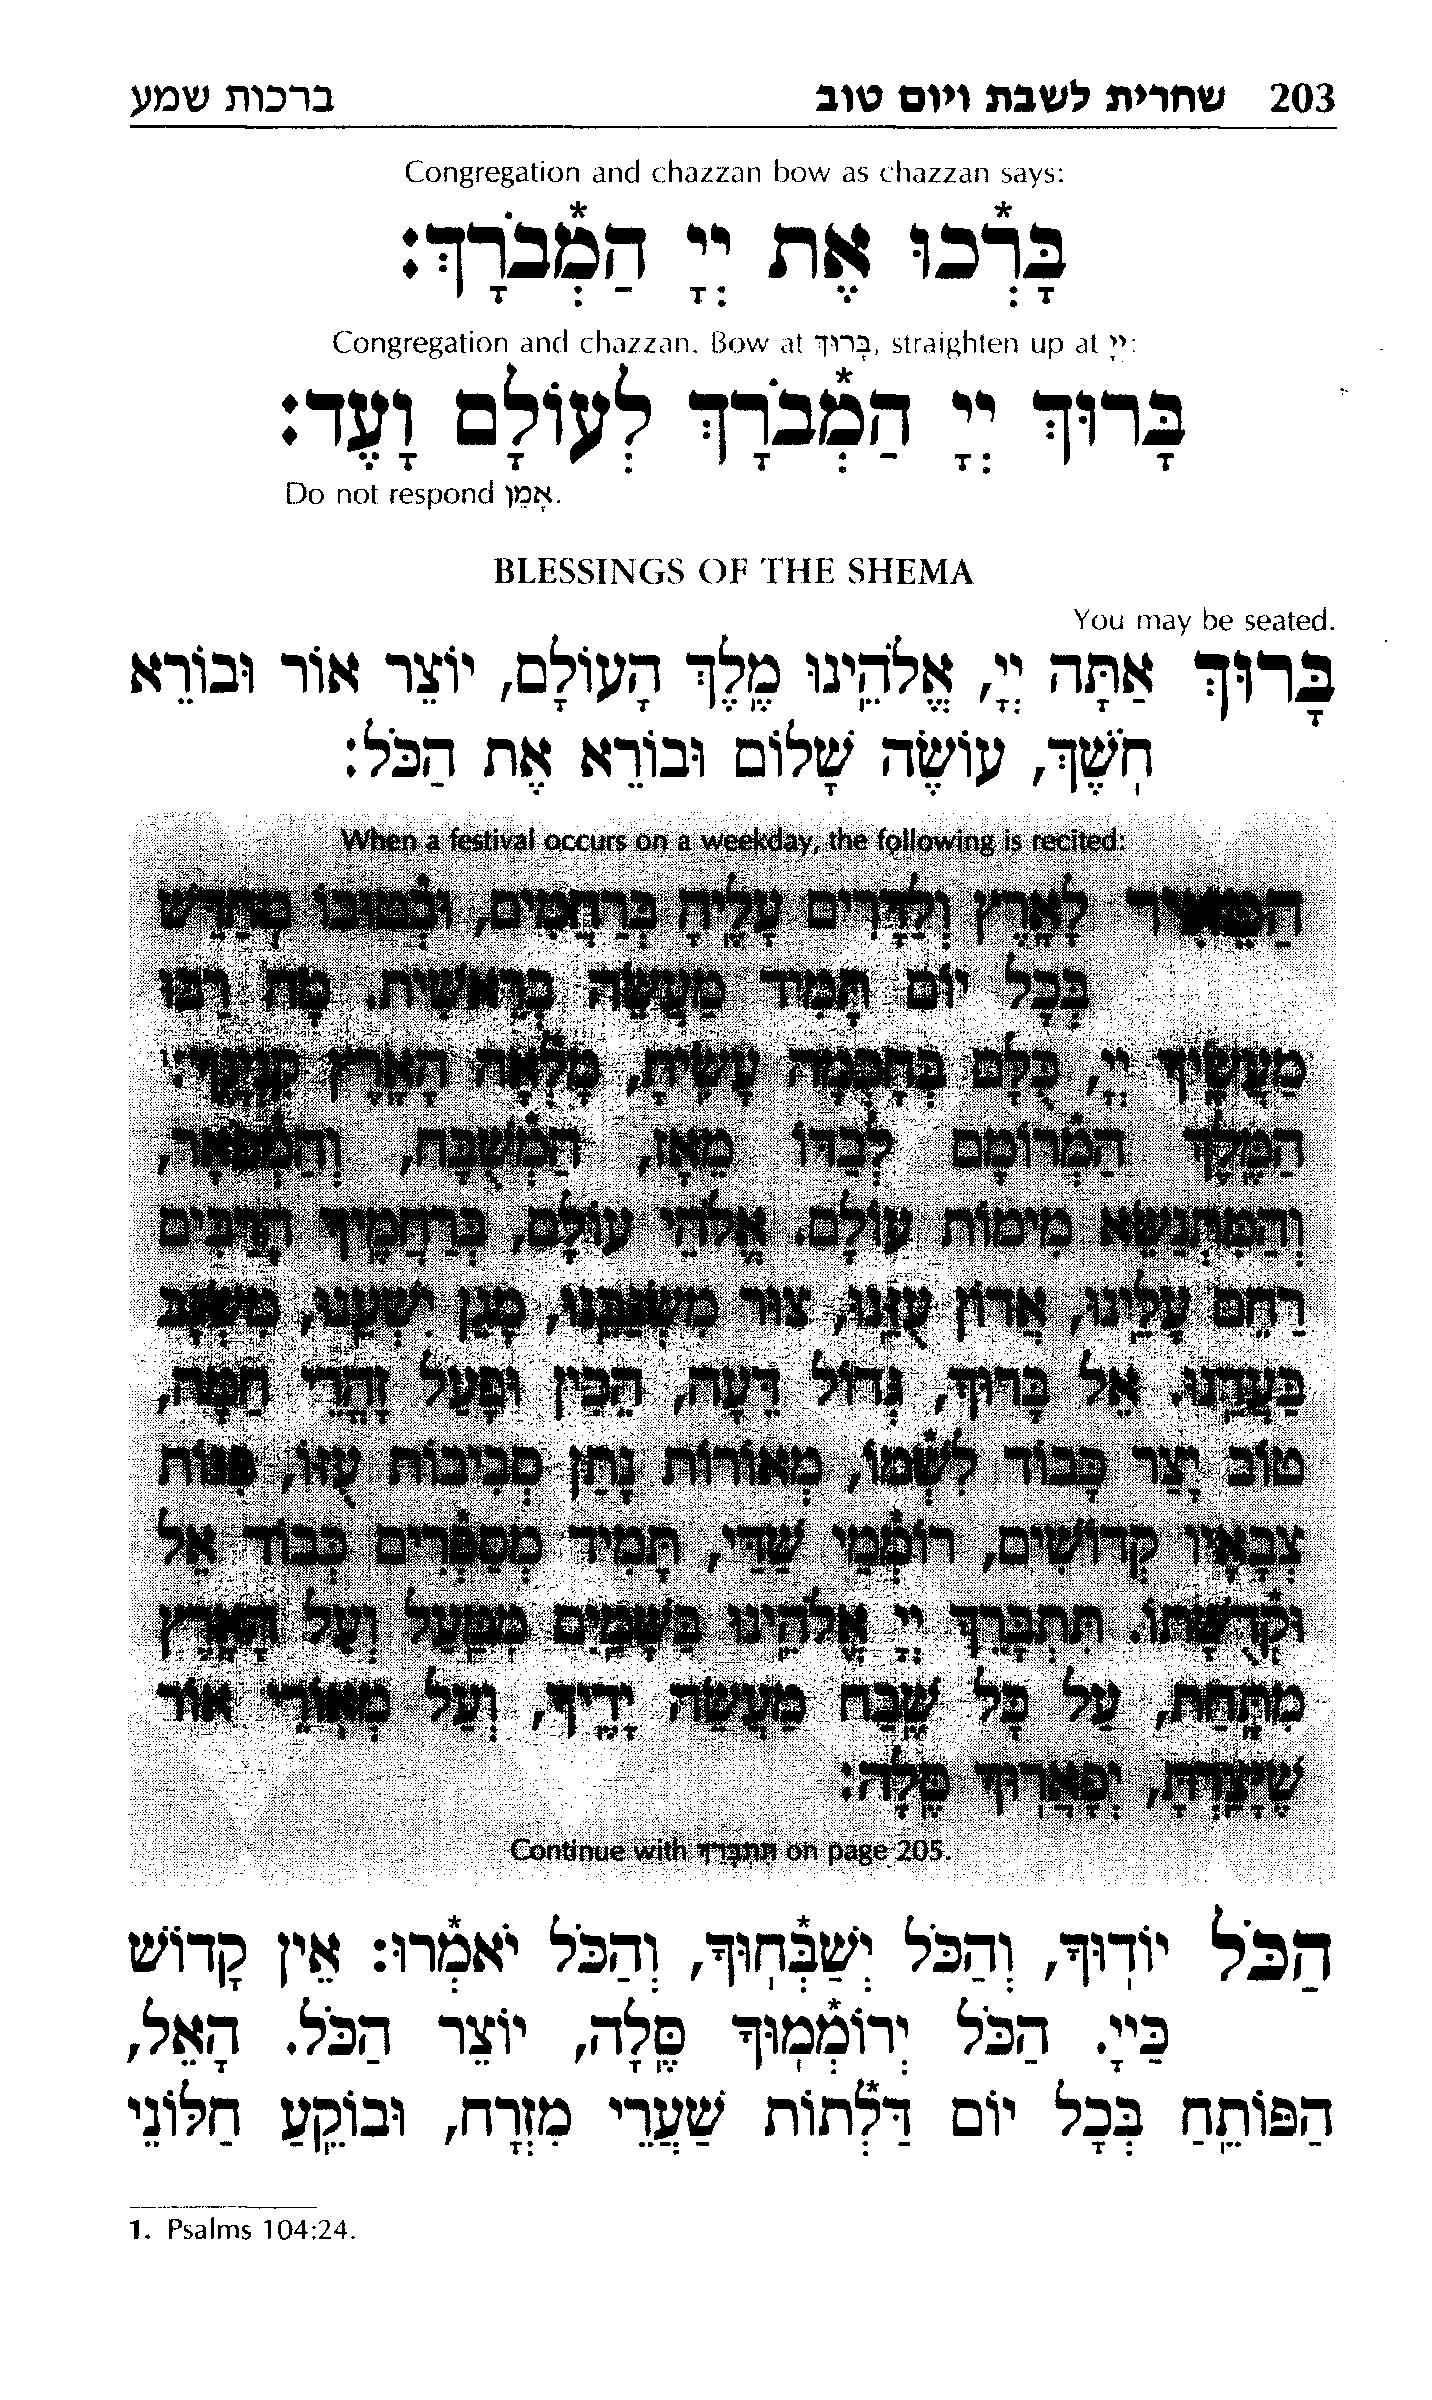 203 שחרית לשבת ויום טוב ברכות שמע
Congregation and chazzan bow as chazzan says:
בָּרְ֯כוּ אֶת יְיָ הַמְ֯בֹרָךְ:
Congregation and chazzan. Bow at בָּרוּךְ, straighten up at יְיָ:
בָּרוּךְ יְיָ הַמְ֯בֹרָךְ לְעוֹלָם וָעֶד:
Do not respond אָמֵן.
BLESSINGS OF THE SHEMA
You may be seated.
בָּרוּךְ אַתָּה יְיָ, אֱלֹהֵינוּ מֶלֶךְ הָעוֹלָם, יוֹצֵר אוֹר וּבוֹרֵא
חֹשֶׁךְ, עוֹשֶׂה שָׁלוֹם וּבוֹרֵא אֶת הַכֹּל:
When a festival occurs on a weekday, the following is recited:
הַמֵּאִיר לָאָרֶץ וְלַדָּרִים עָלֶיהָ בְּרַחֲמִים, וּבְטוּבוֹ מְחַדֵּשׁ
בְּכָל יוֹם תָּמִיד מַעֲשֵׂה בְרֵאשִׁית. מָה רַבּוּ
מַעֲשֶׂיךָ יְיָ, כֻּלָּם בְּחָכְמָה עָשִׂיתָ, מָלְאָה הָאָרֶץ קִנְיָנֶךָ:¹
הַמֶּלֶךְ הַמְ֯רוֹמָם לְבַדּוֹ מֵאָז, הַמְ֯שֻׁבָּח, וְהַמְ֯פֹאָר,
וְהַמִּתְנַשֵּׂא מִימוֹת עוֹלָם. אֱלֹהֵי עוֹלָם, בְּרַחֲמֶיךָ הָרַבִּים
רַחֵם עָלֵינוּ, אֲדוֹן עֻזֵּנוּ, צוּר מִשְׂגַּבֵּנוּ, מָגֵן יִשְׁעֵנוּ, מִשְׂגָּב
בַּעֲדֵנוּ. אֵל בָּרוּךְ, גְּדוֹל דֵּעָה, הֵכִין וּפָעַל זָהֳרֵי חַמָּה,
טוֹב יָצַר כָּבוֹד לִשְׁמוֹ, מְאוֹרוֹת נָתַן סְבִיבוֹת עֻזּוֹ, פִּנּוֹת
צְבָאָיו קְדוֹשִׁים, רוֹמְ֯מֵי שַׁדַּי, תָּמִיד מְסַפְּ֯רִים כְּבוֹד אֵל
וּקְדֻשָּׁתוֹ. תִּתְבָּרֵךְ יְיָ אֱלֹהֵינוּ בַּשָּׁמַיִם מִמַּעַל וְעַל הָאָרֶץ
מִתָּחַת, עַל כָּל שֶׁבַח מַעֲשֵׂה יָדֶיךָ, וְעַל מְאוֹרֵי אוֹר
שֶׁיָּצַרְתָּ, יְפָאֲרוּךָ סֶלָה:
Continue with תִּתְבָּרֵךְ on page 205.
הַכֹּל יוֹדוּךָ, וְהַכֹּל יְשַׁבְּ֯חוּךָ, וְהַכֹּל יֹאמְ֯רוּ: אֵין קָדוֹשׁ
כַּיְיָ. הַכֹּל יְרוֹמְ֯מוּךָ סֶּלָה, יוֹצֵר הַכֹּל. הָאֵל,
הַפּוֹתֵחַ בְּכָל יוֹם דַּלְ֯תוֹת שַׁעֲרֵי מִזְרָח, וּבוֹקֵעַ חַלּוֹנֵי
1. Psalms 104:24.